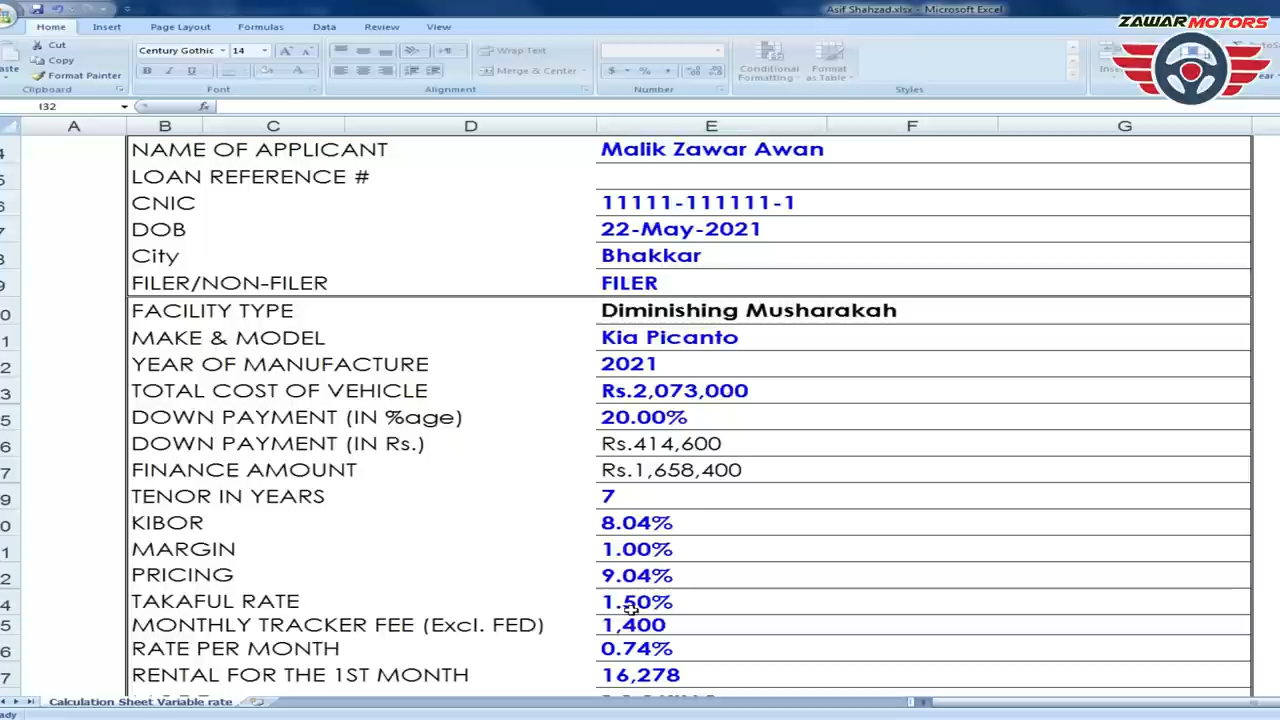 Asif Shahzad.xlsx - Microsoft Excel
Home Insert Page Layout Formulas Data Review View
ZAWAR MOTORS
Cut
Copy
Format Painter
Clipboard
Century Gothic 14
B I U
Font
Wrap Text
Merge & Center
Alignment
$ % ,
Number
Conditional Formatting
Format as Table
Styles
I32 fx
A B C D E F G
NAME OF APPLICANT Malik Zawar Awan
LOAN REFERENCE #
CNIC 11111-111111-1
DOB 22-May-2021
City Bhakkar
FILER/NON-FILER FILER
FACILITY TYPE Diminishing Musharakah
MAKE & MODEL Kia Picanto
YEAR OF MANUFACTURE 2021
TOTAL COST OF VEHICLE Rs.2,073,000
DOWN PAYMENT (IN %age) 20.00%
DOWN PAYMENT (IN Rs.) Rs.414,600
FINANCE AMOUNT Rs.1,658,400
TENOR IN YEARS 7
KIBOR 8.04%
MARGIN 1.00%
PRICING 9.04%
TAKAFUL RATE 1.50%
MONTHLY TRACKER FEE (Excl. FED) 1,400
RATE PER MONTH 0.74%
RENTAL FOR THE 1ST MONTH 16,278
Calculation Sheet Variable rate